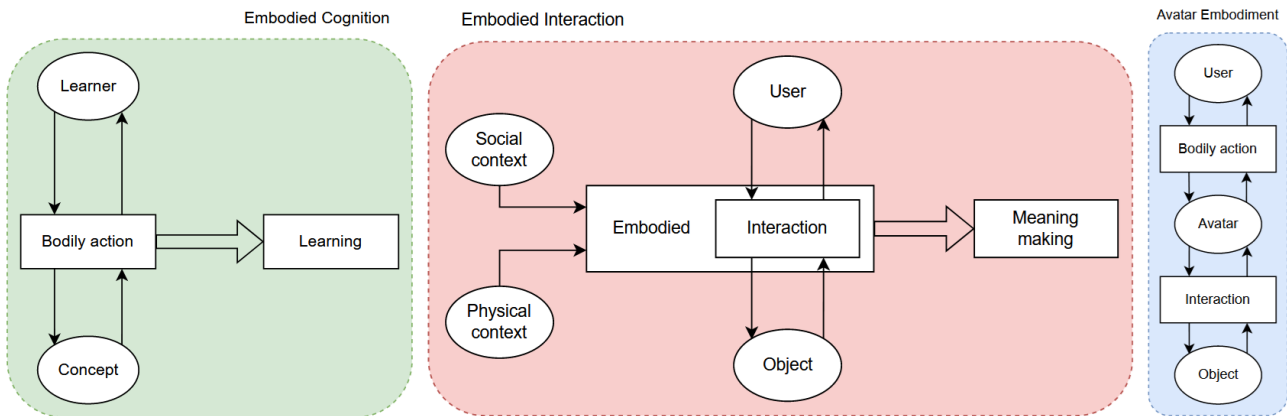 Embodied Cognition
Learner
Bodily action
Learning
Concept
Embodied Interaction
User
Social
context
Embodied
Interaction
Meaning
making
Physical
context
Object
Avatar Embodiment
User
Bodily action
Avatar
Interaction
Object